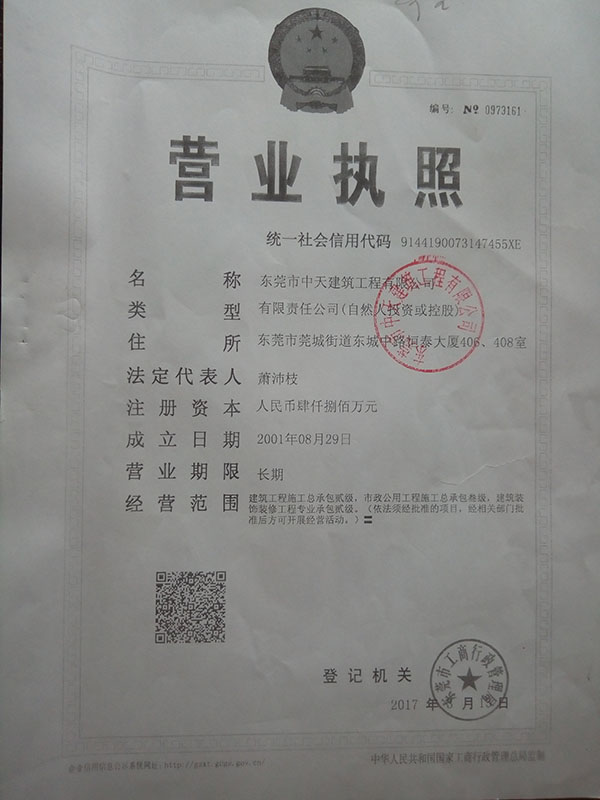 编号: №0973161
营业执照
统一社会信用代码 9144190073147455XE
名称 东莞市中天建筑工程有限公司
类型 有限责任公司(自然人投资或控股)
住所 东莞市莞城街道东城中路恒泰大厦406、408室
法定代表人 萧沛枝
注册资本 人民币肆仟捌佰万元
成立日期 2001年08月29日
营业期限 长期
经营范围 建筑工程施工总承包贰级，市政公用工程施工总承包叁级，建筑装
饰装修工程专业承包贰级。(依法须经批准的项目，经相关部门批
准后方可开展经营活动。)
东莞市中天建筑工程有限公司
登记机关
东莞市工商行政管理局
2017年 月 日
企业信用信息公示系统网址：http://gsxt.gdgs.gov.cn/
中华人民共和国国家工商行政管理总局监制